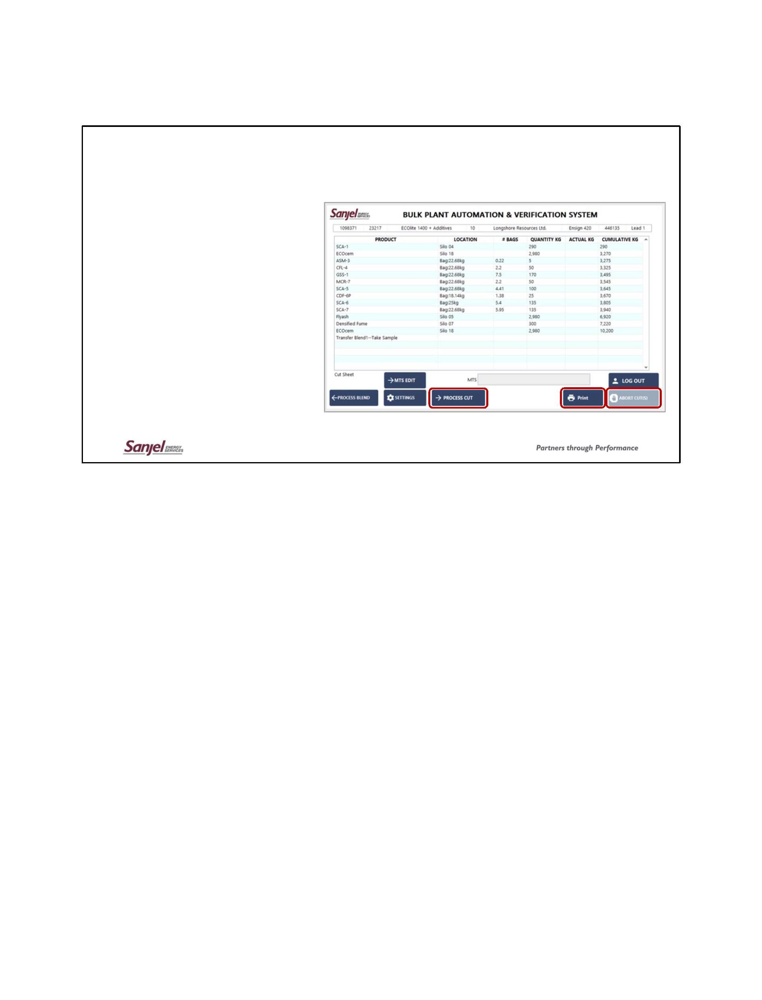 Sanjel ENERGY SERVICES
BULK PLANT AUTOMATION & VERIFICATION SYSTEM
1098371 23217 ECOlite 1400 + Additives 10 Longshore Resources Ltd. Ensign 420 446135 Lead 1
PRODUCT LOCATION # BAGS QUANTITY KG ACTUAL KG CUMULATIVE KG
SCA-1 Silo 04 290 290
ECOcem Silo 18 2,980 3,270
ASM-3 Bag:22.68kg 0.22 5 3,275
CFL-4 Bag:22.68kg 2.2 50 3,325
GSS-1 Bag:22.68kg 7.5 170 3,495
MCR-7 Bag:22.68kg 2.2 50 3,545
SCA-5 Bag:22.68kg 4.41 100 3,645
CDF-6P Bag:18.14kg 1.38 25 3,670
SCA-6 Bag:25kg 5.4 135 3,805
SCA-7 Bag:22.68kg 5.95 135 3,940
Flyash Silo 05 2,980 6,920
Densified Fume Silo 07 300 7,220
ECOcem Silo 18 2,980 10,200
Transfer Blend1--Take Sample
Cut Sheet
MTS EDIT MTS LOG OUT
PROCESS BLEND SETTINGS PROCESS CUT Print ABORT CUT(S)
Sanjel ENERGY SERVICES
Partners through Performance